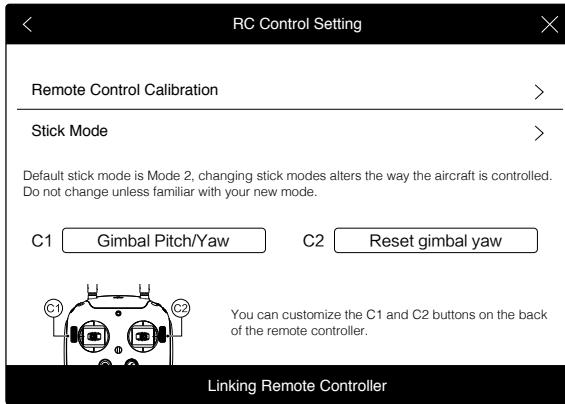 RC Control Setting
Remote Control Calibration
Stick Mode
Default stick mode is Mode 2, changing stick modes alters the way the aircraft is controlled.
Do not change unless familiar with your new mode.
C1 Gimbal Pitch/Yaw C2 Reset gimbal yaw
C1 C2
You can customize the C1 and C2 buttons on the back
of the remote controller.
Linking Remote Controller